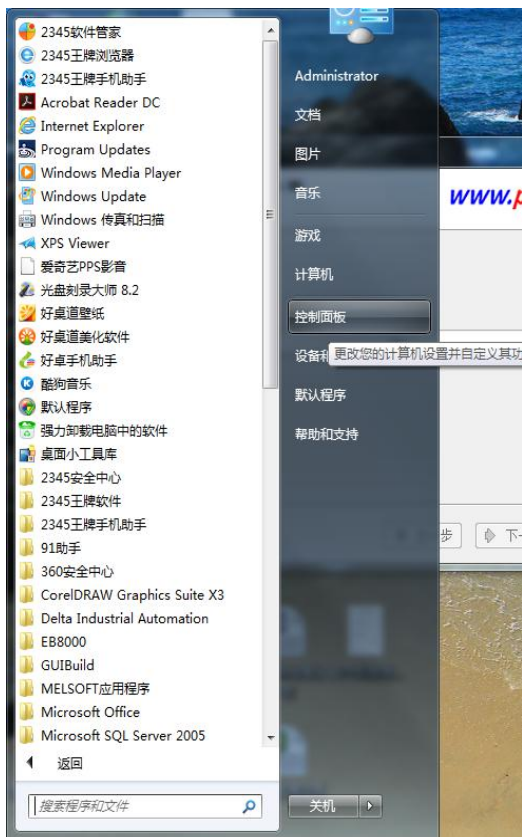 2345软件管家
2345王牌浏览器
2345王牌手机助手
Acrobat Reader DC
Internet Explorer
Program Updates
Windows Media Player
Windows Update
Windows 传真和扫描
XPS Viewer
爱奇艺PPS影音
光盘刻录大师 8.2
好桌道壁纸
好桌道美化软件
好卓手机助手
酷狗音乐
默认程序
强力卸载电脑中的软件
桌面小工具库
2345安全中心
2345王牌软件
2345王牌手机助手
91助手
360安全中心
CorelDRAW Graphics Suite X3
Delta Industrial Automation
EB8000
GUIBuild
MELSOFT应用程序
Microsoft Office
Microsoft SQL Server 2005
返回
搜索程序和文件
Administrator
文档
图片
音乐
游戏
计算机
控制面板
设备和
更改您的计算机设置并自定义其功
默认程序
帮助和支持
关机
www.p
步
下一